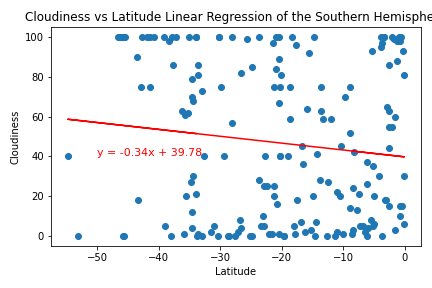 Cloudiness vs Latitude Linear Regression of the Southern Hemisphe
100
80
60
40
20
0
Cloudiness
y = -0.34x + 39.78
−50 −40 −30 −20 −10 0
Latitude